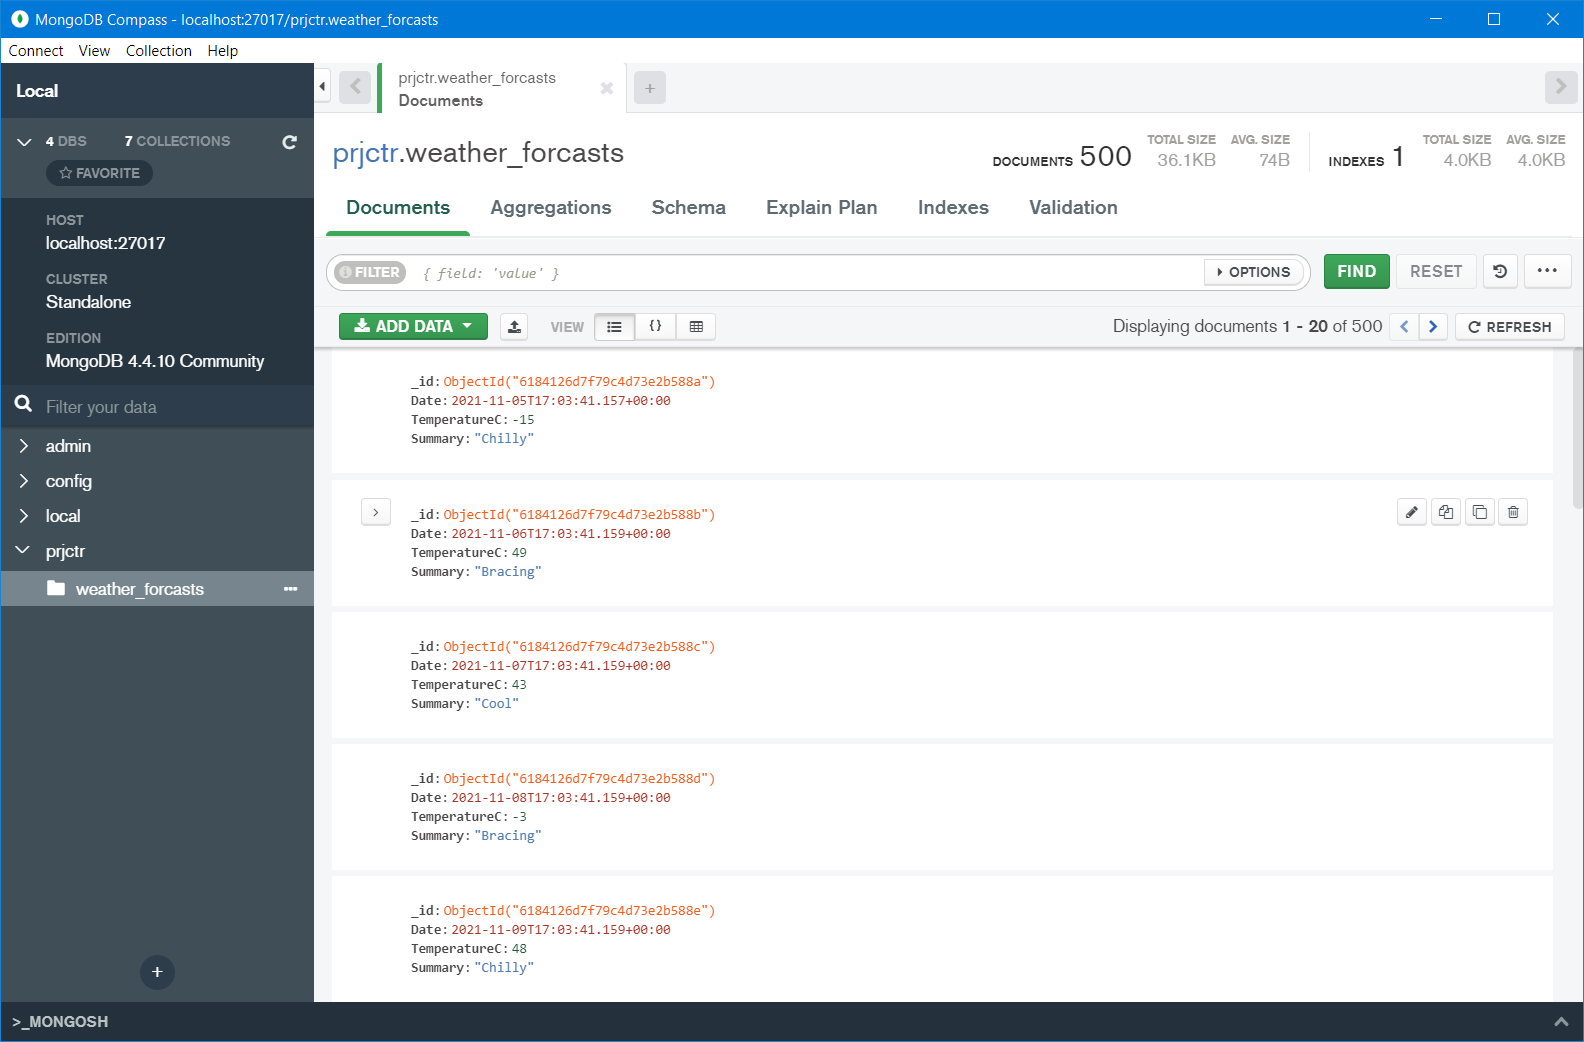 MongoDB Compass - localhost:27017/prjctr.weather_forcasts
Connect View Collection Help
Local
4 DBS 7 COLLECTIONS
FAVORITE
HOST
localhost:27017
CLUSTER
Standalone
EDITION
MongoDB 4.4.10 Community
Filter your data
admin
config
local
prjctr
weather_forcasts
prjctr.weather_forcasts
Documents
prjctr.weather_forcasts
DOCUMENTS 500
TOTAL SIZE AVG. SIZE
36.1KB 74B
INDEXES 1
TOTAL SIZE AVG. SIZE
4.0KB 4.0KB
Documents Aggregations Schema Explain Plan Indexes Validation
FILTER { field: 'value' } OPTIONS FIND RESET
ADD DATA VIEW {} Displaying documents 1 - 20 of 500 REFRESH
_id: ObjectId("6184126d7f79c4d73e2b588a")
Date: 2021-11-05T17:03:41.157+00:00
TemperatureC: -15
Summary: "Chilly"
_id: ObjectId("6184126d7f79c4d73e2b588b")
Date: 2021-11-06T17:03:41.159+00:00
TemperatureC: 49
Summary: "Bracing"
_id: ObjectId("6184126d7f79c4d73e2b588c")
Date: 2021-11-07T17:03:41.159+00:00
TemperatureC: 43
Summary: "Cool"
_id: ObjectId("6184126d7f79c4d73e2b588d")
Date: 2021-11-08T17:03:41.159+00:00
TemperatureC: -3
Summary: "Bracing"
_id: ObjectId("6184126d7f79c4d73e2b588e")
Date: 2021-11-09T17:03:41.159+00:00
TemperatureC: 48
Summary: "Chilly"
>_MONGOSH